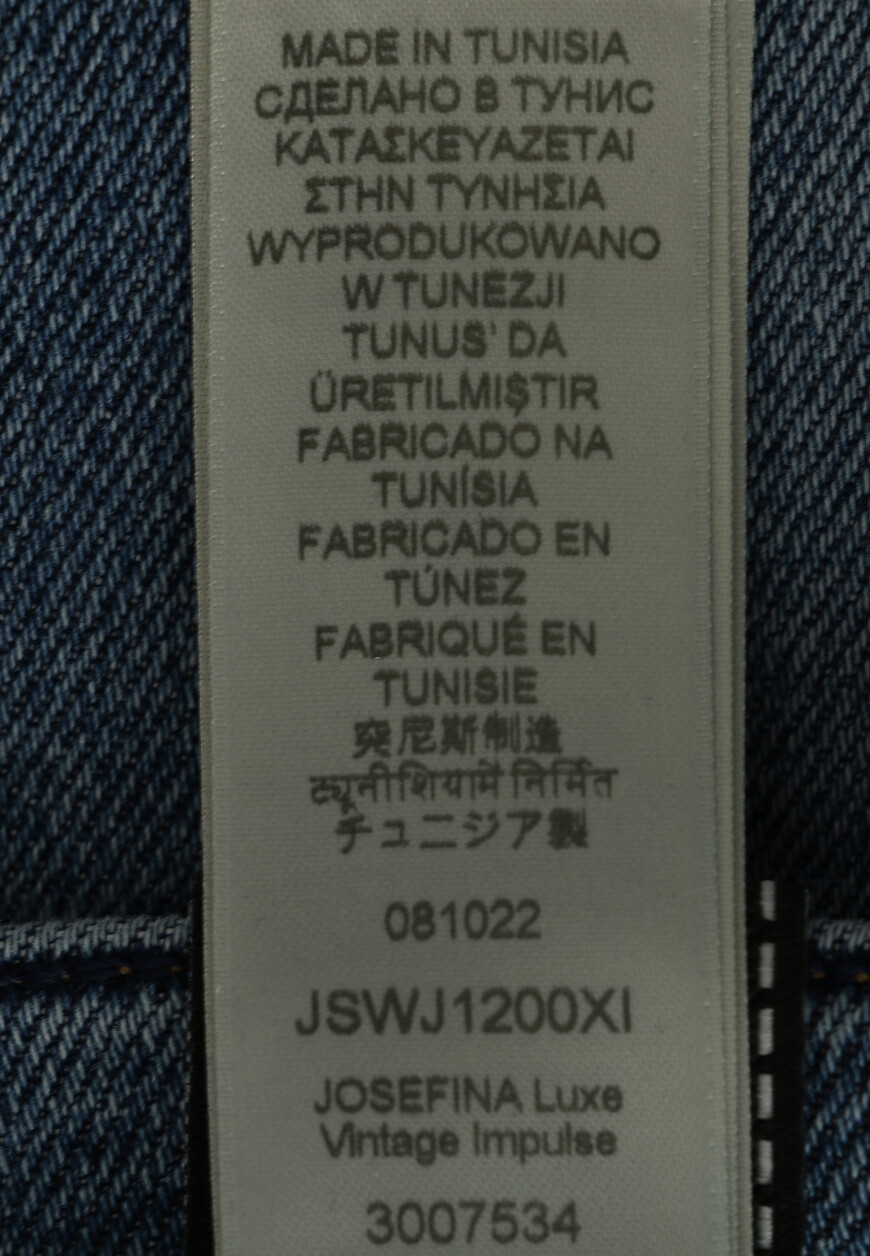 MADE IN TUNISIA
СДЕЛАНО В ТУНИС
ΚΑΤΑΣΚΕΥΑΖΕΤΑΙ
ΣΤΗΝ ΤΥΝΗΣΙΑ
WYPRODUKOWANO
W TUNEZJI
TUNUS' DA
ÜRETILMIŞTIR
FABRICADO NA
TUNÍSIA
FABRICADO EN
TÚNEZ
FABRIQUÉ EN
TUNISIE
突尼斯制造
ट्यूनीशियामें निर्मित
チュニジア製
081022
JSWJ1200XI
JOSEFINA Luxe
Vintage Impulse
3007534